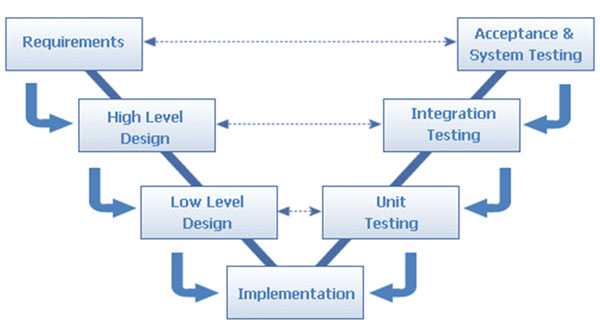 Requirements
Acceptance &
System Testing
High Level
Design
Integration
Testing
Low Level
Design
Unit
Testing
Implementation